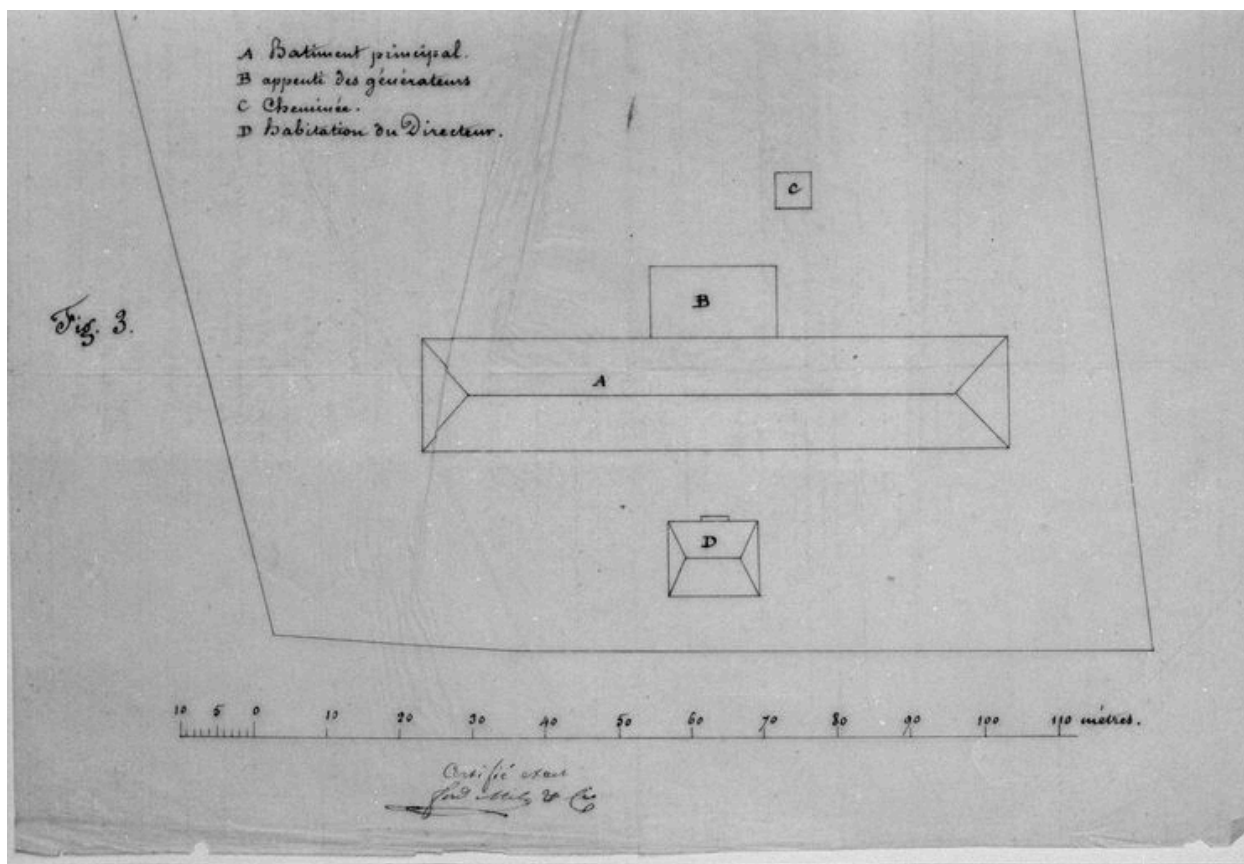 A Batiment principal.
B appenti des générateurs
C Cheminée.
D habitation du Directeur.
C
B
Fig. 3.
A
D
10 5 0 10 20 30 40 50 60 70 80 90 100 110 mètres.
Certifié exact
& Cie